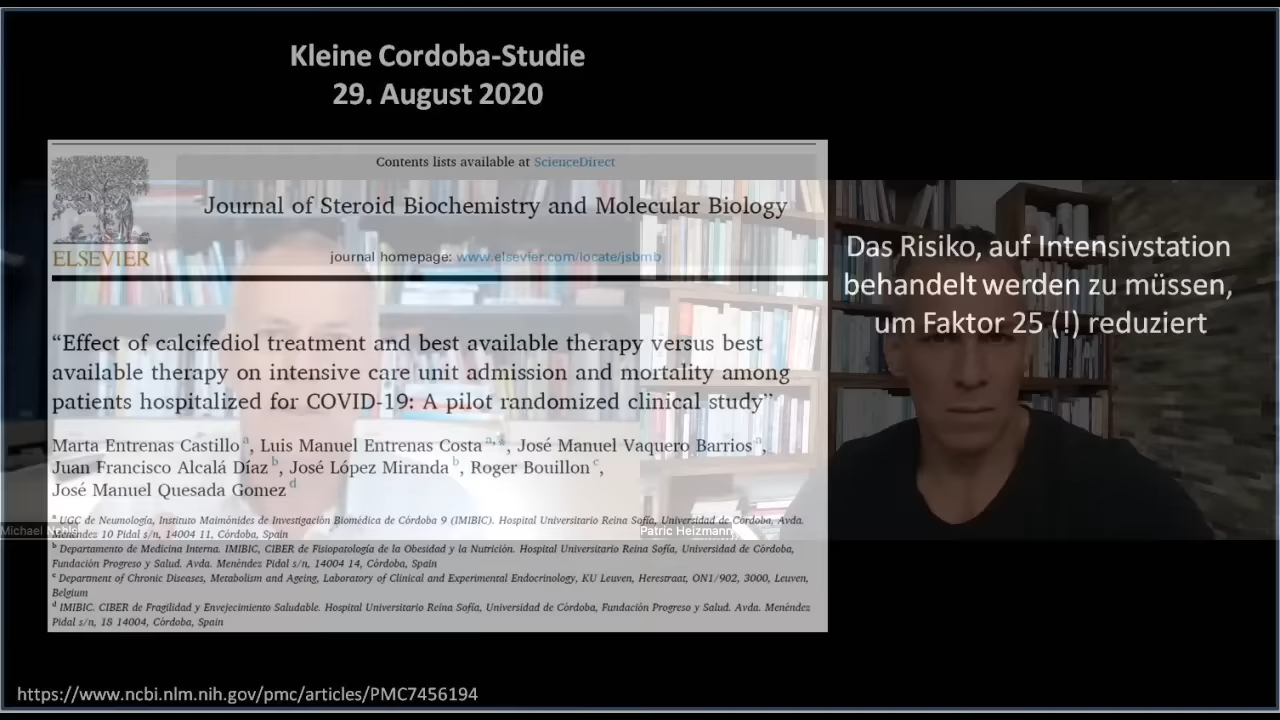 Kleine Cordoba-Studie
29. August 2020
Contents lists available at ScienceDirect
Journal of Steroid Biochemistry and Molecular Biology
ELSEVIER
journal homepage: www.elsevier.com/locate/jsbmb
“Effect of calcifediol treatment and best available therapy versus best
available therapy on intensive care unit admission and mortality among
patients hospitalized for COVID-19: A pilot randomized clinical study”
Marta Entrenas Castillo a, Luis Manuel Entrenas Costa a,*, José Manuel Vaquero Barrios a,
Juan Francisco Alcalá Díaz b, José López Miranda b, Roger Bouillon c,
José Manuel Quesada Gomez d
a UGC de Neumología, Instituto Maimónides de Investigación Biomédica de Córdoba 9 (IMIBIC). Hospital Universitario Reina Sofía, Universidad de Córdoba, Avda.
Menéndes 10 Pidal s/n, 14004 11, Córdoba, Spain
b Departamento de Medicina Interna. IMIBIC, CIBER de Fisiopatología de la Obesidad y la Nutrición. Hospital Universitario Reina Sofía, Universidad de Córdoba,
Fundación Progreso y Salud. Avda. Menéndez Pidal s/n, 14004 14, Córdoba, Spain
c Department of Chronic Diseases, Metabolism and Ageing, Laboratory of Clinical and Experimental Endocrinology, KU Leuven, Herestraat, ON1/902, 3000, Leuven,
Belgium
d IMIBIC. CIBER de Fragilidad y Envejecimiento Saludable. Hospital Universitario Reina Sofía, Universidad de Córdoba, Fundación Progreso y Salud. Avda. Menéndez
Pidal s/n, 18 14004, Córdoba, Spain
Das Risiko, auf Intensivstation
behandelt werden zu müssen,
um Faktor 25 (!) reduziert
Michael
Patric Heizmann
https://www.ncbi.nlm.nih.gov/pmc/articles/PMC7456194